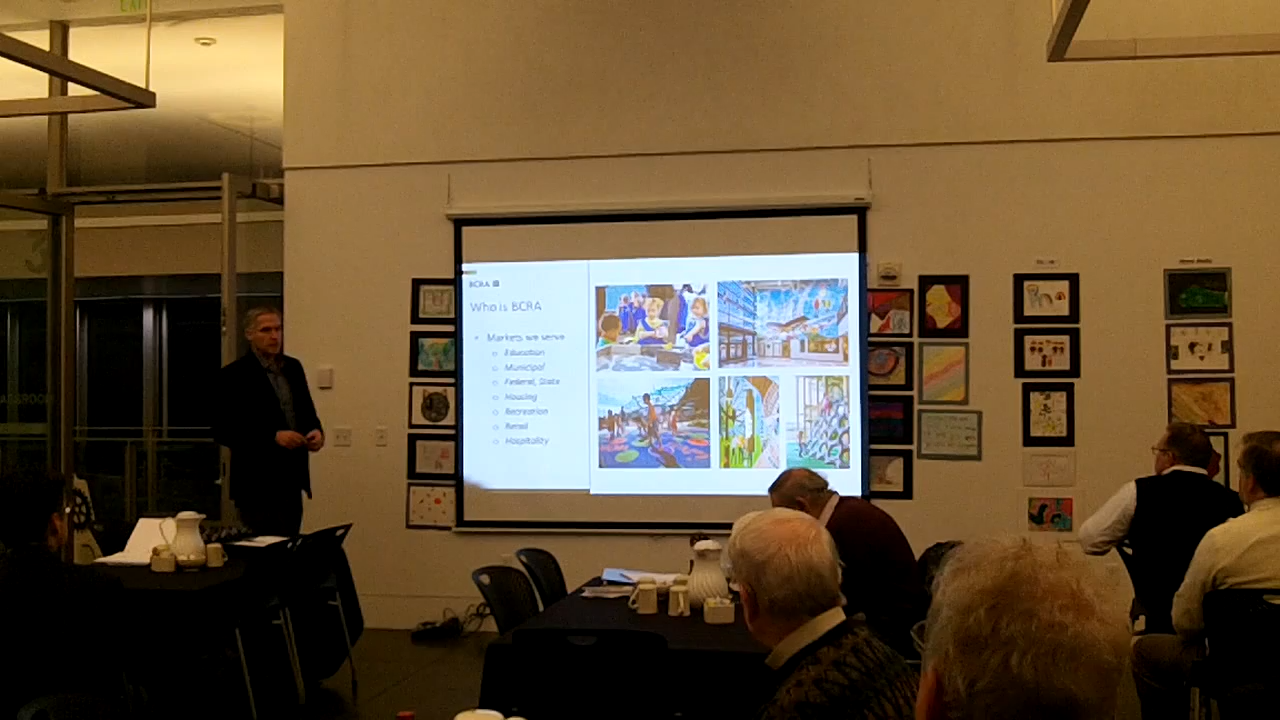 BCRA
Who is BCRA
Markets we serve
Education
Municipal
Federal, State
Housing
Recreation
Retail
Hospitality